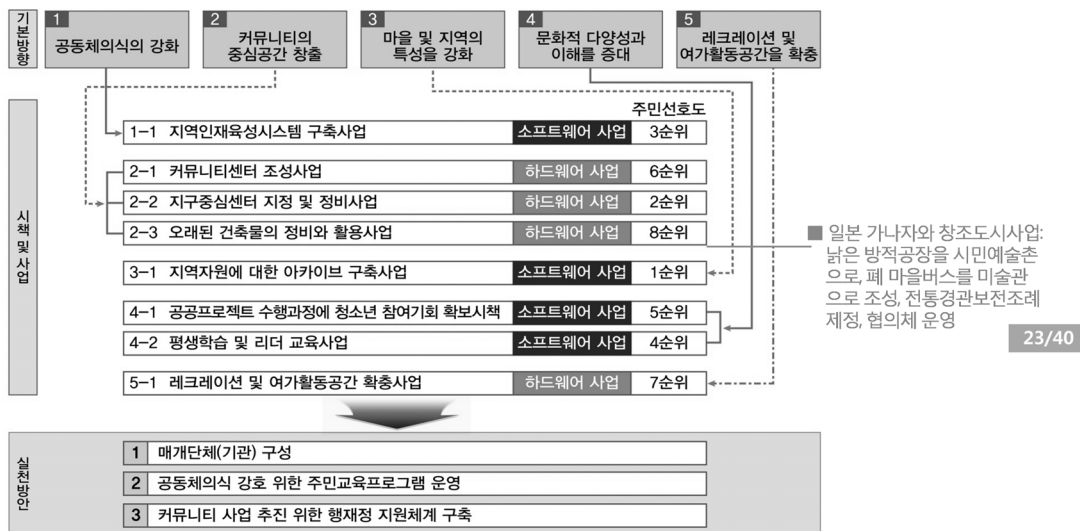 기본방향
1
공동체의식의 강화
2
커뮤니티의
중심공간 창출
3
마을 및 지역의
특성을 강화
4
문화적 다양성과
이해를 증대
5
레크레이션 및
여가활동공간을 확충
시책 및 사업
주민선호도
1-1 지역인재육성시스템 구축사업 소프트웨어 사업 3순위
2-1 커뮤니티센터 조성사업 하드웨어 사업 6순위
2-2 지구중심센터 지정 및 정비사업 하드웨어 사업 2순위
2-3 오래된 건축물의 정비와 활용사업 하드웨어 사업 8순위
3-1 지역자원에 대한 아카이브 구축사업 소프트웨어 사업 1순위
4-1 공공프로젝트 수행과정에 청소년 참여기회 확보시책 소프트웨어 사업 5순위
4-2 평생학습 및 리더 교육사업 소프트웨어 사업 4순위
5-1 레크레이션 및 여가활동공간 확충사업 하드웨어 사업 7순위
■ 일본 가나자와 창조도시사업:
낡은 방적공장을 시민예술촌
으로, 폐 마을버스를 미술관
으로 조성, 전통경관보전조례
제정, 협의체 운영
23/40
실천방안
1 매개단체(기관) 구성
2 공동체의식 강호 위한 주민교육프로그램 운영
3 커뮤니티 사업 추진 위한 행재정 지원체계 구축